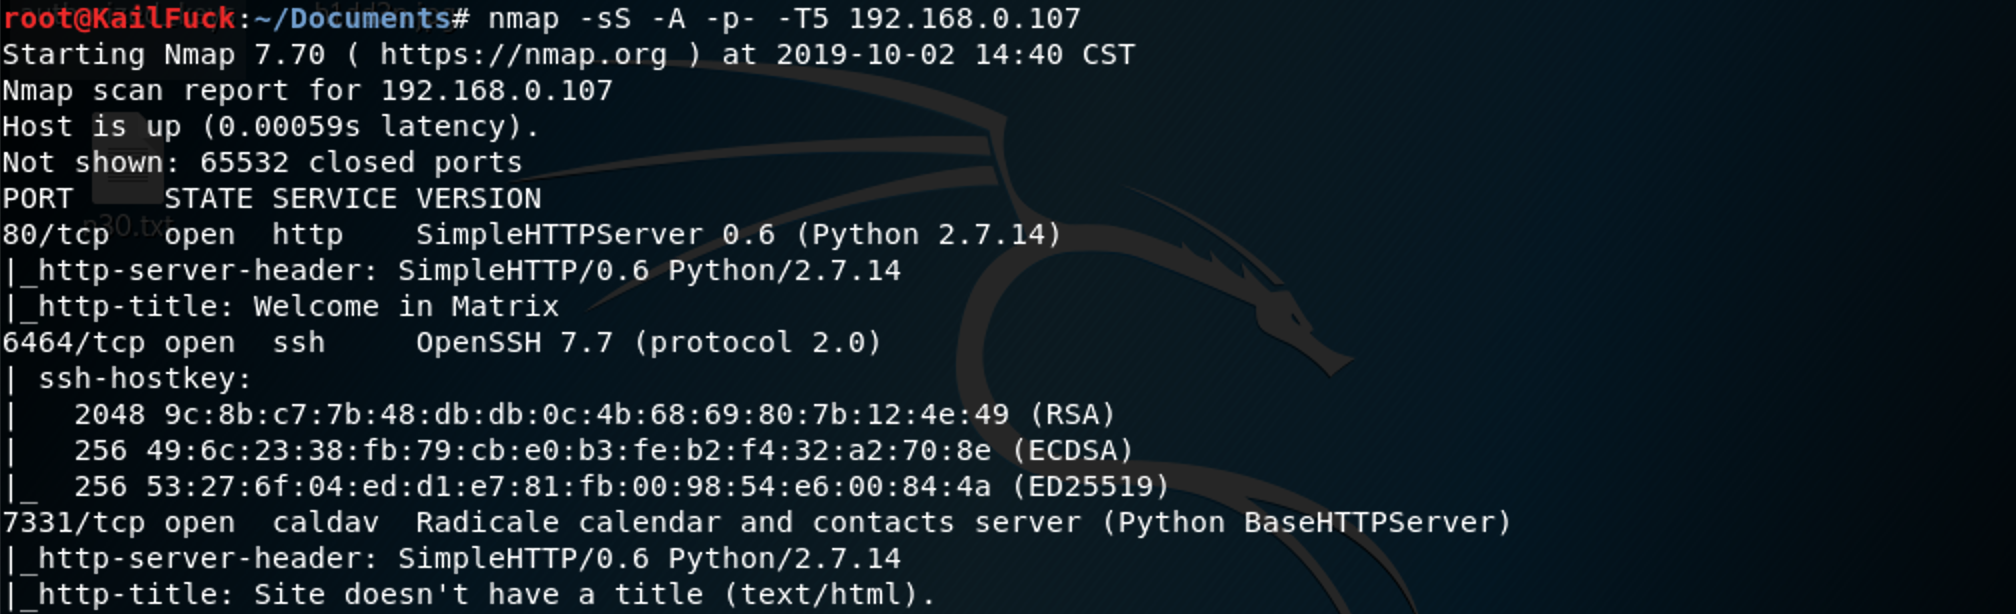 root@KailFuck:~/Documents# nmap -sS -A -p- -T5 192.168.0.107
Starting Nmap 7.70 ( https://nmap.org ) at 2019-10-02 14:40 CST
Nmap scan report for 192.168.0.107
Host is up (0.00059s latency).
Not shown: 65532 closed ports
PORT     STATE SERVICE VERSION
n30.txt
80/tcp   open  http    SimpleHTTPServer 0.6 (Python 2.7.14)
|_http-server-header: SimpleHTTP/0.6 Python/2.7.14
|_http-title: Welcome in Matrix
6464/tcp open  ssh     OpenSSH 7.7 (protocol 2.0)
| ssh-hostkey:
|   2048 9c:8b:c7:7b:48:db:db:0c:4b:68:69:80:7b:12:4e:49 (RSA)
|   256 49:6c:23:38:fb:79:cb:e0:b3:fe:b2:f4:32:a2:70:8e (ECDSA)
|_  256 53:27:6f:04:ed:d1:e7:81:fb:00:98:54:e6:00:84:4a (ED25519)
7331/tcp open  caldav  Radicale calendar and contacts server (Python BaseHTTPServer)
|_http-server-header: SimpleHTTP/0.6 Python/2.7.14
|_http-title: Site doesn't have a title (text/html).